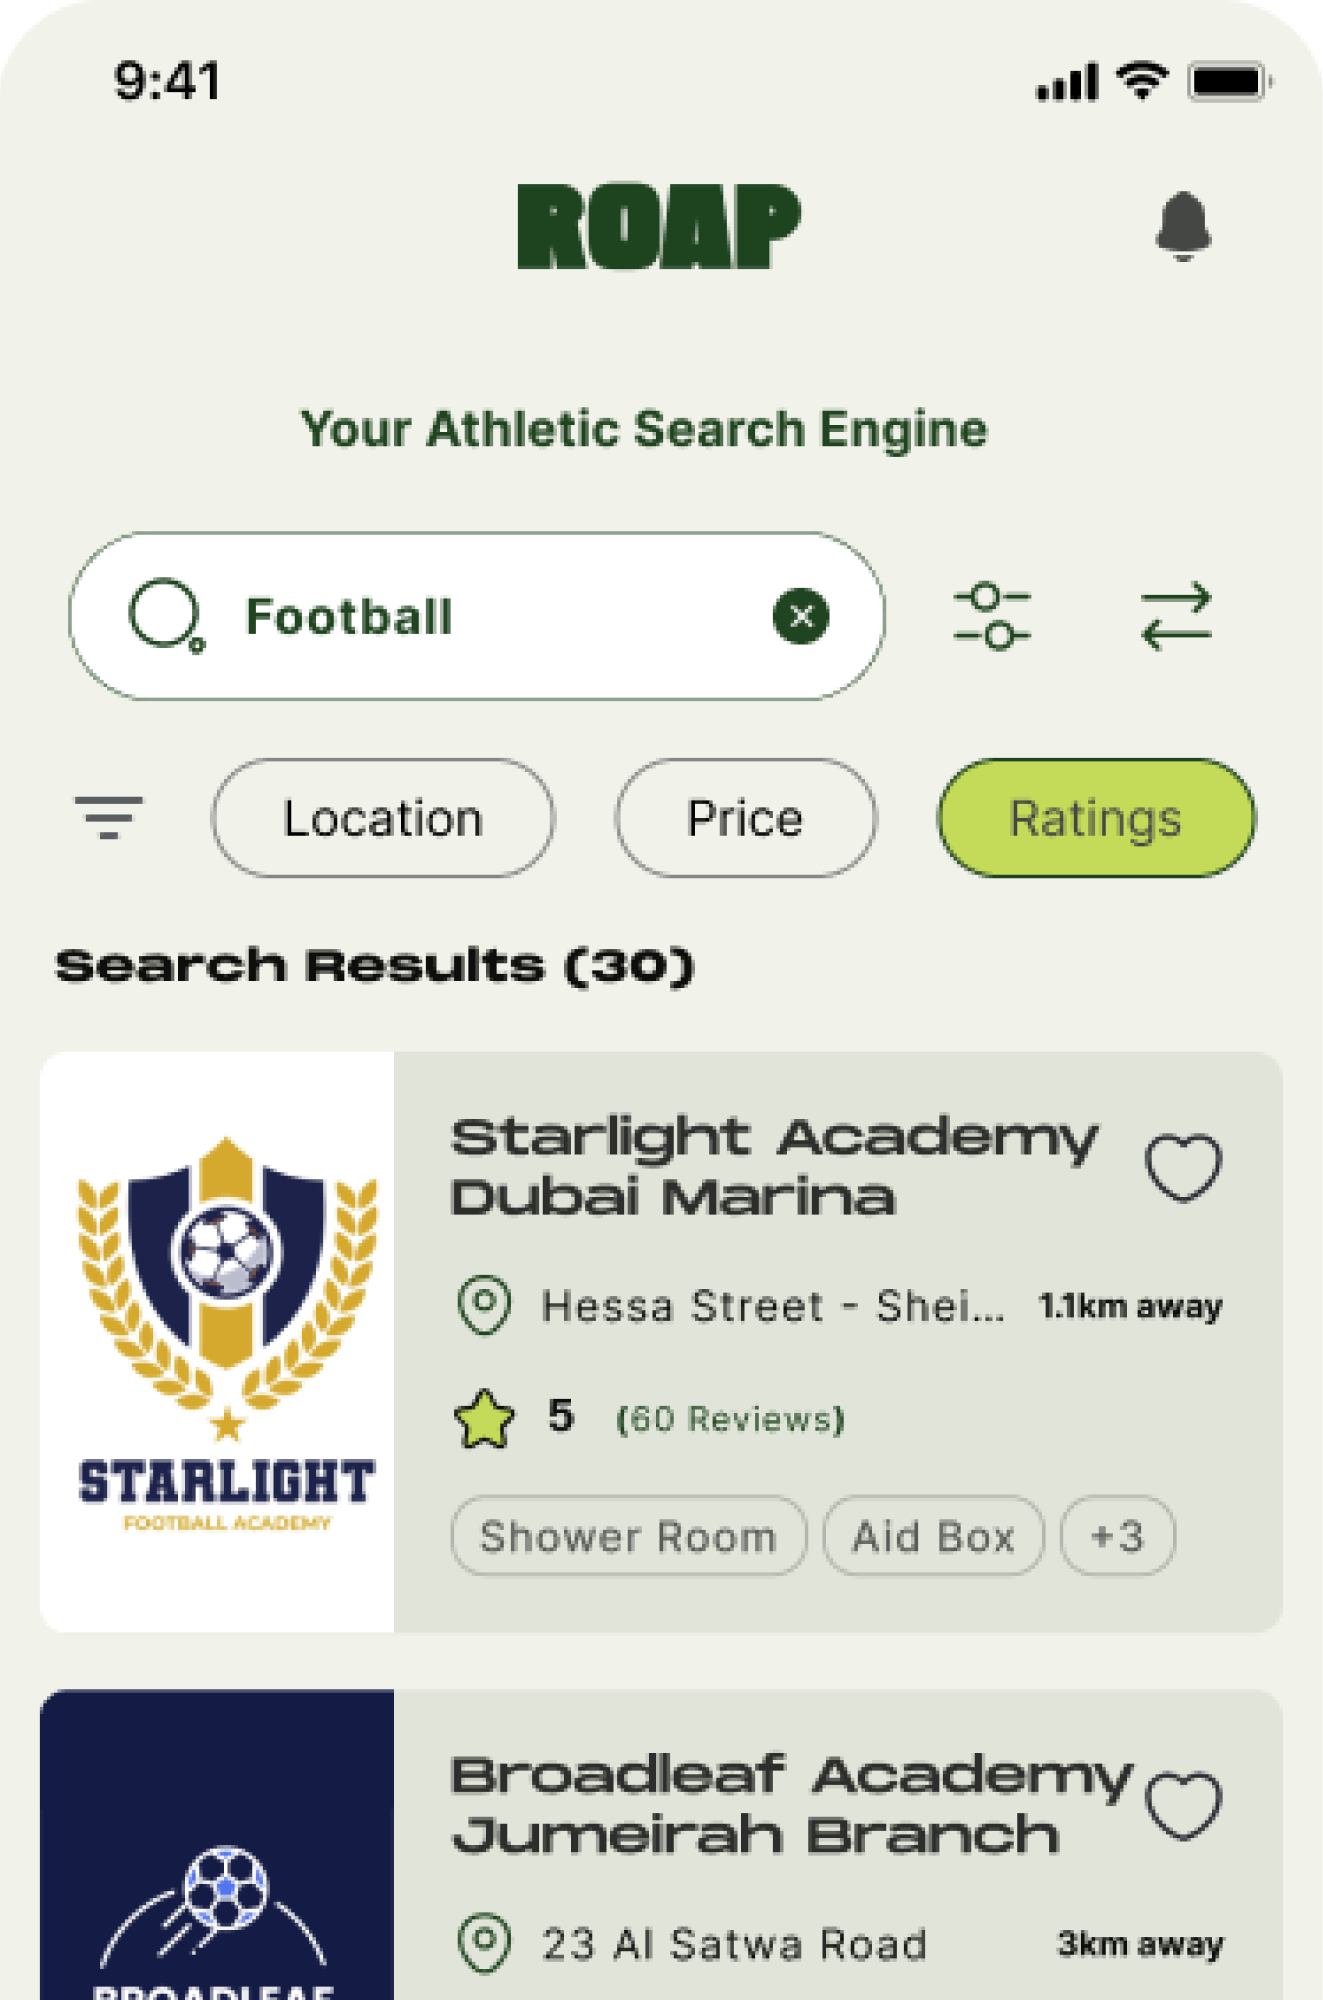 9:41
ROAP
Your Athletic Search Engine
Football
Location Price Ratings
Search Results (30)
STARLIGHT
FOOTBALL ACADEMY
Starlight Academy
Dubai Marina
Hessa Street - Shei... 1.1km away
5 (60 Reviews)
Shower Room Aid Box +3
BROADLEAF
Broadleaf Academy
Jumeirah Branch
23 Al Satwa Road 3km away